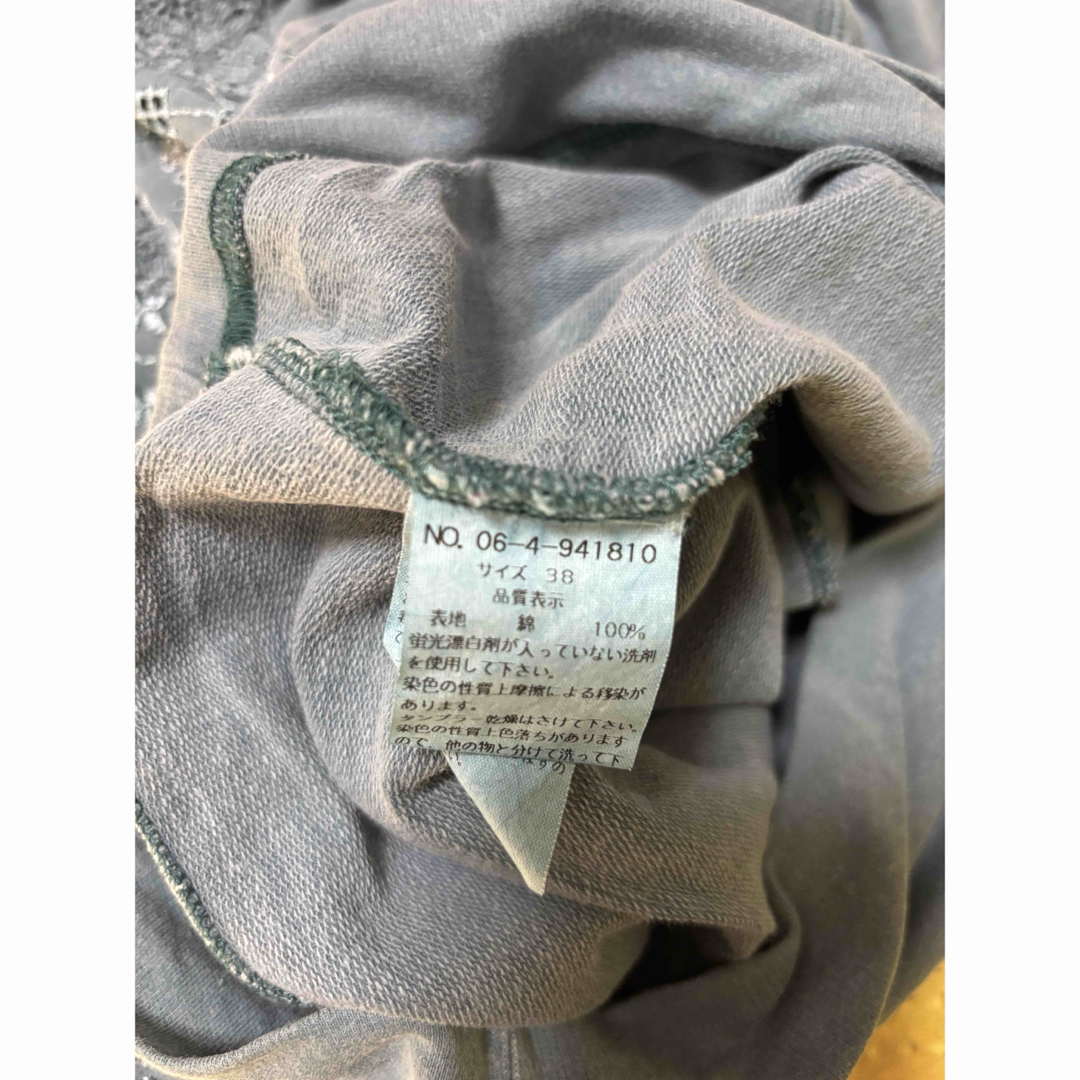 NO. 06-4-941810
サイズ 38
品質表示
表地 綿 100%
蛍光漂白剤が入っていない洗剤
を使用して下さい。
染色の性質上摩擦による移染が
あります。
タンブラー乾燥はさけて下さい。
染色の性質上色落ちがあります
ので、他の物と分けて洗って下